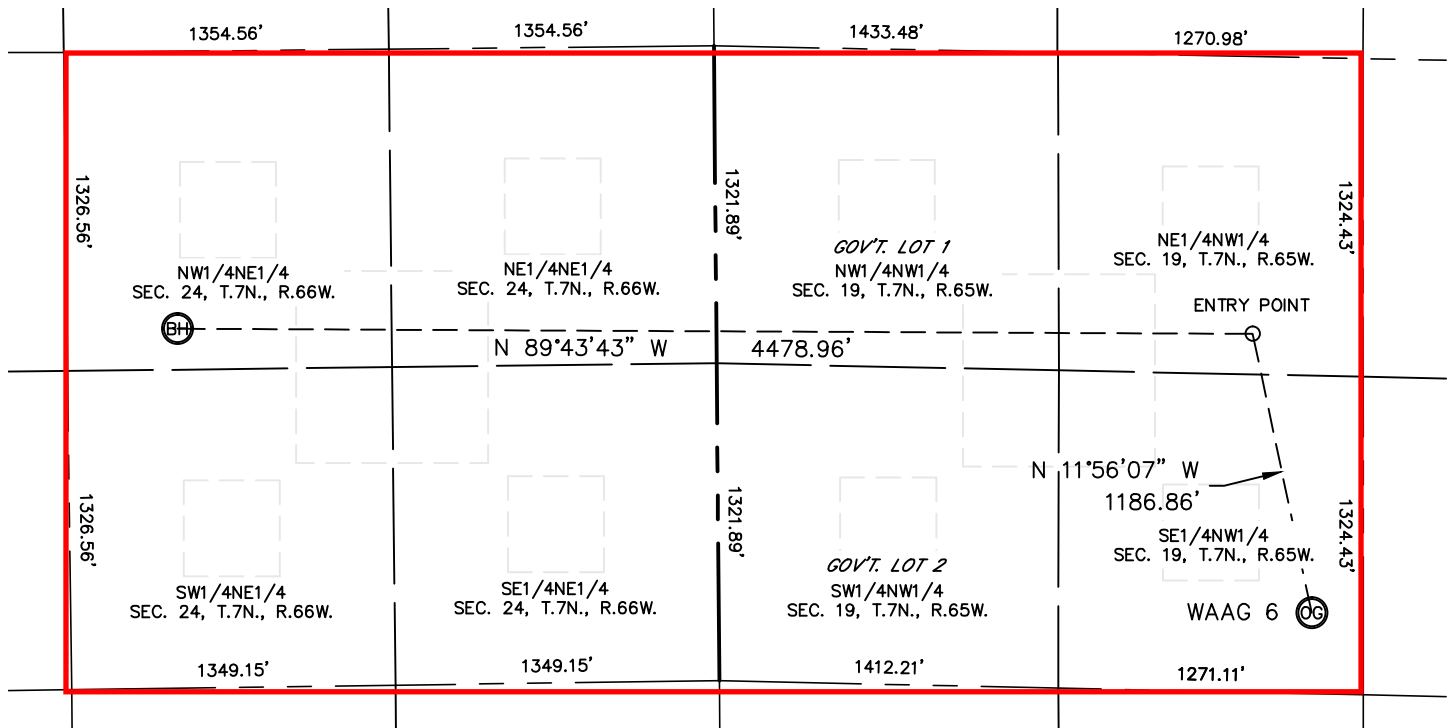 1354.56'
1354.56'
1433.48'
1270.98'
1326.56'
1321.89'
1324.43'
GOV'T. LOT 1
NW1/4NE1/4
SEC. 24, T.7N., R.66W.
NE1/4NE1/4
SEC. 24, T.7N., R.66W.
NW1/4NW1/4
SEC. 19, T.7N., R.65W.
NE1/4NW1/4
SEC. 19, T.7N., R.65W.
ENTRY POINT
BH
N 89°43'43" W 4478.96'
N 11°56'07" W
1186.86'
1326.56'
1321.89'
1324.43'
SE1/4NW1/4
SEC. 19, T.7N., R.65W.
GOV'T. LOT 2
SW1/4NE1/4
SEC. 24, T.7N., R.66W.
SE1/4NE1/4
SEC. 24, T.7N., R.66W.
SW1/4NW1/4
SEC. 19, T.7N., R.65W.
WAAG 6 OG
1349.15'
1349.15'
1412.21'
1271.11'